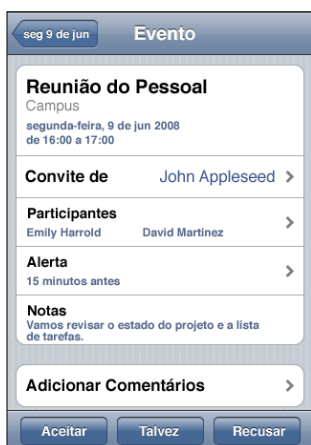 seg 9 de jun
Evento
Reunião do Pessoal
Campus
segunda-feira, 9 de jun 2008
de 16:00 a 17:00
Convite de John Appleseed
Participantes
Emily Harrold David Martinez
Alerta
15 minutos antes
Notas
Vamos revisar o estado do projeto e a lista
de tarefas.
Adicionar Comentários
Aceitar Talvez Recusar